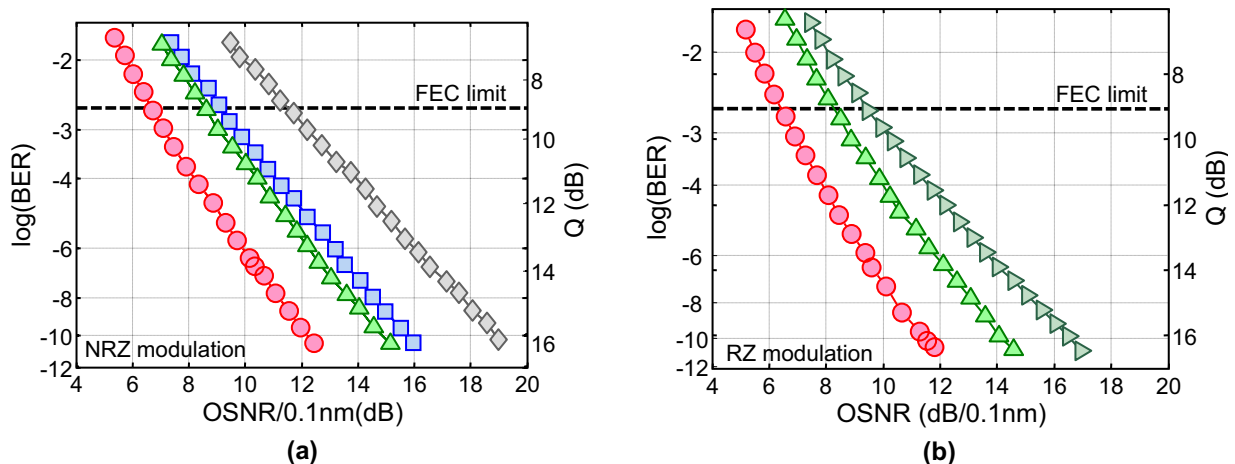 FEC limit
log(BER)
-2
-3
-4
-6
-8
-10
-12
Q (dB)
8
9
10
12
14
16
NRZ modulation
4 6 8 10 12 14 16 18 20
OSNR/0.1nm(dB)
(a)
FEC limit
log(BER)
-2
-3
-4
-6
-8
-10
-12
Q (dB)
8
9
10
12
14
16
RZ modulation
4 6 8 10 12 14 16 18 20
OSNR (dB/0.1nm)
(b)